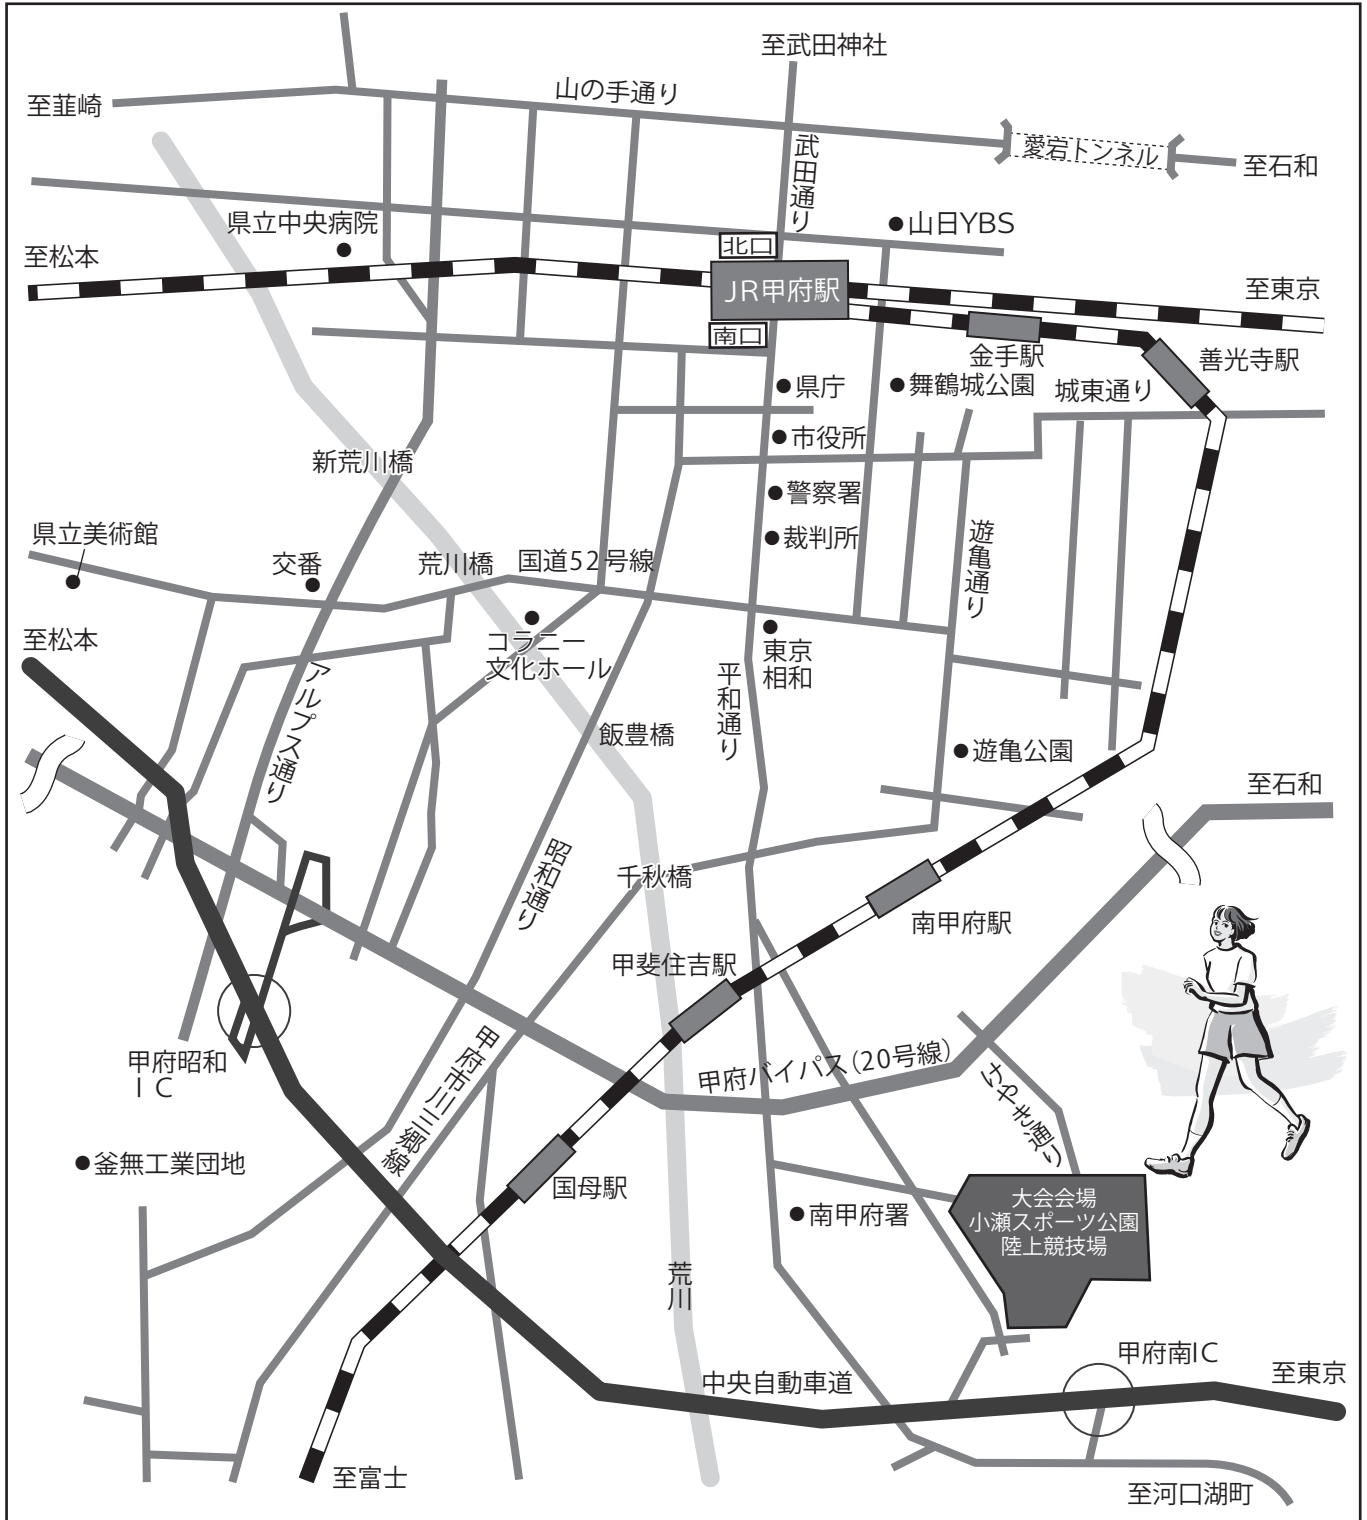 至武田神社
山の手通り
至韮崎
愛岩トンネル
至石和
武田通り
県立中央病院
山日YBS
北口
至松本
JR甲府駅
至東京
南口
金手駅
善光寺駅
県庁
舞鶴城公園
城東通り
市役所
新荒川橋
警察署
県立美術館
裁判所
遊亀通り
交番
荒川橋
国道52号線
至松本
コラニー
文化ホール
東京
相和
アルプス通り
平和通り
飯豊橋
遊亀公園
至石和
昭和通り
千秋橋
南甲府駅
甲斐住吉駅
甲府昭和
IC
甲府市川三郷線
甲府バイパス(20号線)
けやき通り
釜無工業団地
国母駅
南甲府署
大会会場
小瀬スポーツ公園
陸上競技場
荒川
甲府南IC
中央自動車道
至東京
至富士
至河口湖町